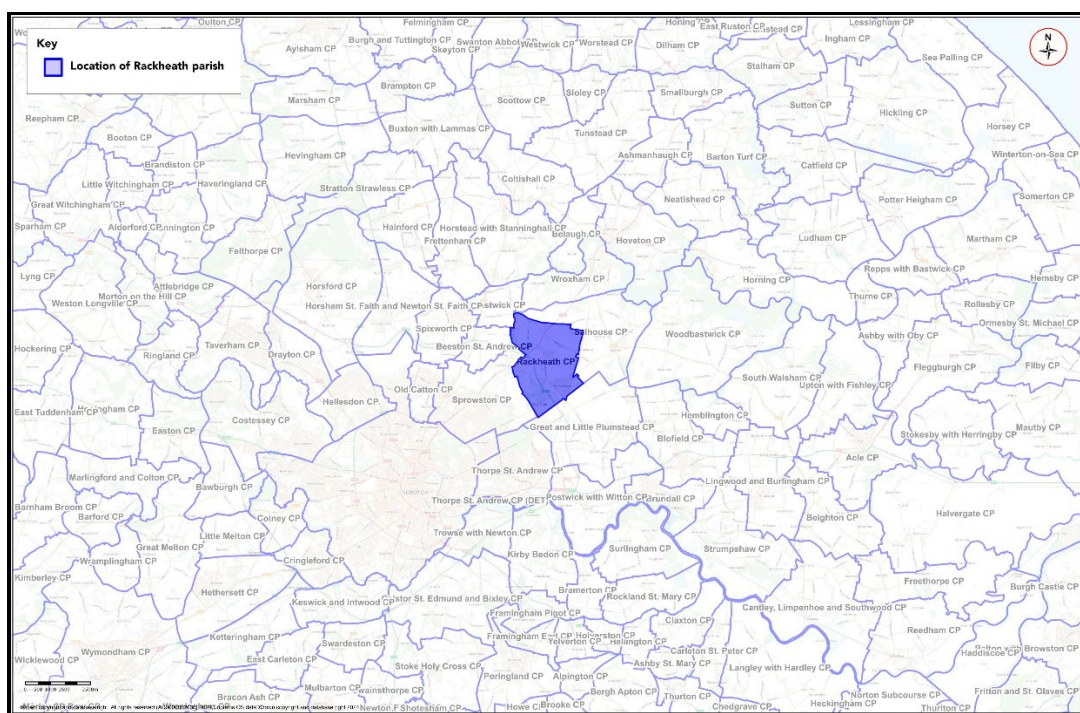 Key
Location of Rackheath parish
N
Felmingham CP
Burgh and Tuttington CP
Skeyton CP
Westwick CP
Worstead CP
Dilham CP
Ingham CP
Lessingham CP
Aylsham CP
Stalham CP
Sea Palling CP
Brampton CP
Marsham CP
Scottow CP
Sloley CP
Smallburgh CP
Sutton CP
Hickling CP
Reepham CP
Booton CP
Buxton with Lammas CP
Tunstead CP
Horsey CP
Brandiston CP
Hevingham CP
Ashmanhaugh CP
Barton Turf CP
Catfield CP
Winterton-on-Sea CP
Little Witchingham CP
Haveringland CP
Stratton Strawless CP
Coltishall CP
Neatishead CP
Potter Heigham CP
Somerton CP
Great Witchingham CP
Alderford CP
Hainford CP
Horstead with Stanninghall CP
Frettenham CP
Belaugh CP
Hoveton CP
Ludham CP
Martham CP
Felthorpe CP
Lyng CP
Attlebridge CP
Morton on the Hill CP
Weston Longville CP
Horsford CP
Wroxham CP
Horning CP
Repps with Bastwick CP
Hemsby CP
Thurne CP
Rollesby CP
Horsham St. Faith and Newton St. Faith CP
Spixworth CP
Salhouse CP
Woodbastwick CP
Ashby with Oby CP
Ormesby St. Michael CP
Hockering CP
Ringland CP
Taverham CP
Drayton CP
Beeston St. Andrew CP
Rackheath CP
Fleggburgh CP
Filby CP
Old Catton CP
Sprowston CP
South Walsham CP
Upton with Fishley CP
Hellesdon CP
East Tuddenham CP
Costessey CP
Easton CP
Great and Little Plumstead CP
Hemblington CP
Blofield CP
Stokesby with Herringby CP
Mautby CP
Acle CP
Marlingford and Colton CP
Bawburgh CP
Thorpe St. Andrew CP
Lingwood and Burlingham CP
Thorpe St. Andrew CP (DET)
Postwick with Witton CP
Brundall CP
Beighton CP
Halvergate CP
Barnham Broom CP
Barford CP
Colney CP
Great Melton CP
Little Melton CP
Trowse with Newton CP
Kirby Bedon CP
Surlingham CP
Strumpshaw CP
Wramplingham CP
Cringleford CP
Kimberley CP
Hethersett CP
Bramerton CP
Rockland St. Mary CP
Freethorpe CP
Burgh Castle CP
Keswick and Intwood CP
Caistor St. Edmund and Bixley CP
Framingham Pigot CP
Claxton CP
Cantley, Limpenhoe and Southwood CP
Reedham CP
Ketteringham CP
Swardeston CP
Framingham Earl CP
Holverston CP
Yelverton CP
Hellington CP
Carleton St. Peter CP
Haddiscoe CP
Wicklewood CP
Wymondham CP
East Carleton CP
Stoke Holy Cross CP
Poringland CP
Alpington CP
Ashby St. Mary CP
Langley with Hardley CP
Fritton and St. Olaves CP
Mulbarton CP
Bergh Apton CP
Thurton CP
Norton Subcourse CP
Bracon Ash CP
Brooke CP
Chedgrave CP
Heckingham CP
Thurlton CP